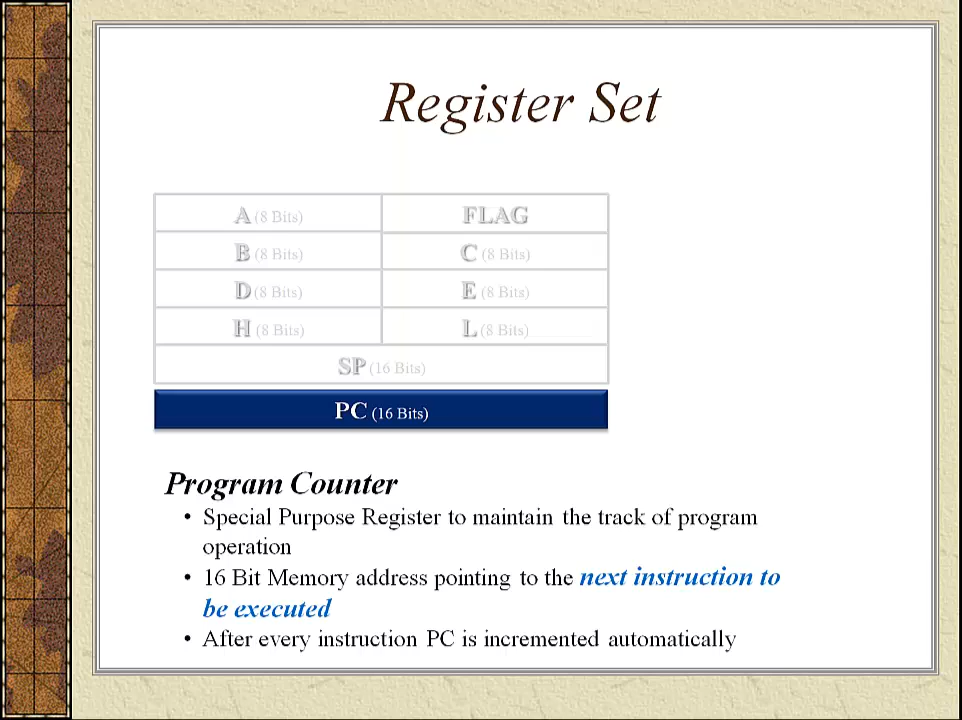 Register Set
A (8 Bits) FLAG
B (8 Bits) C (8 Bits)
D (8 Bits) E (8 Bits)
H (8 Bits) L (8 Bits)
SP (16 Bits)
PC (16 Bits)
Program Counter
• Special Purpose Register to maintain the track of program
operation
• 16 Bit Memory address pointing to the next instruction to
be executed
• After every instruction PC is incremented automatically